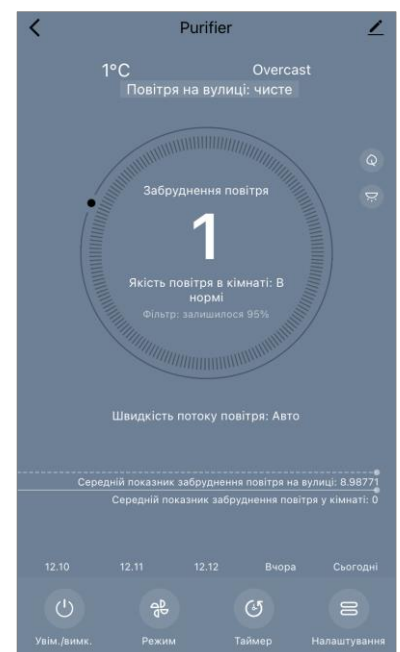 Purifier
1°C Overcast
Повітря на вулиці: чисте
Забруднення повітря
1
Якість повітря в кімнаті: В
нормі
Фільтр: залишилося 95%
Швидкість потоку повітря: Авто
Середній показник забруднення повітря на вулиці: 8.98771
Середній показник забруднення повітря у кімнаті: 0
12.10 12.11 12.12 Вчора Сьогодні
Увім./вимк. Режим Таймер Налаштування